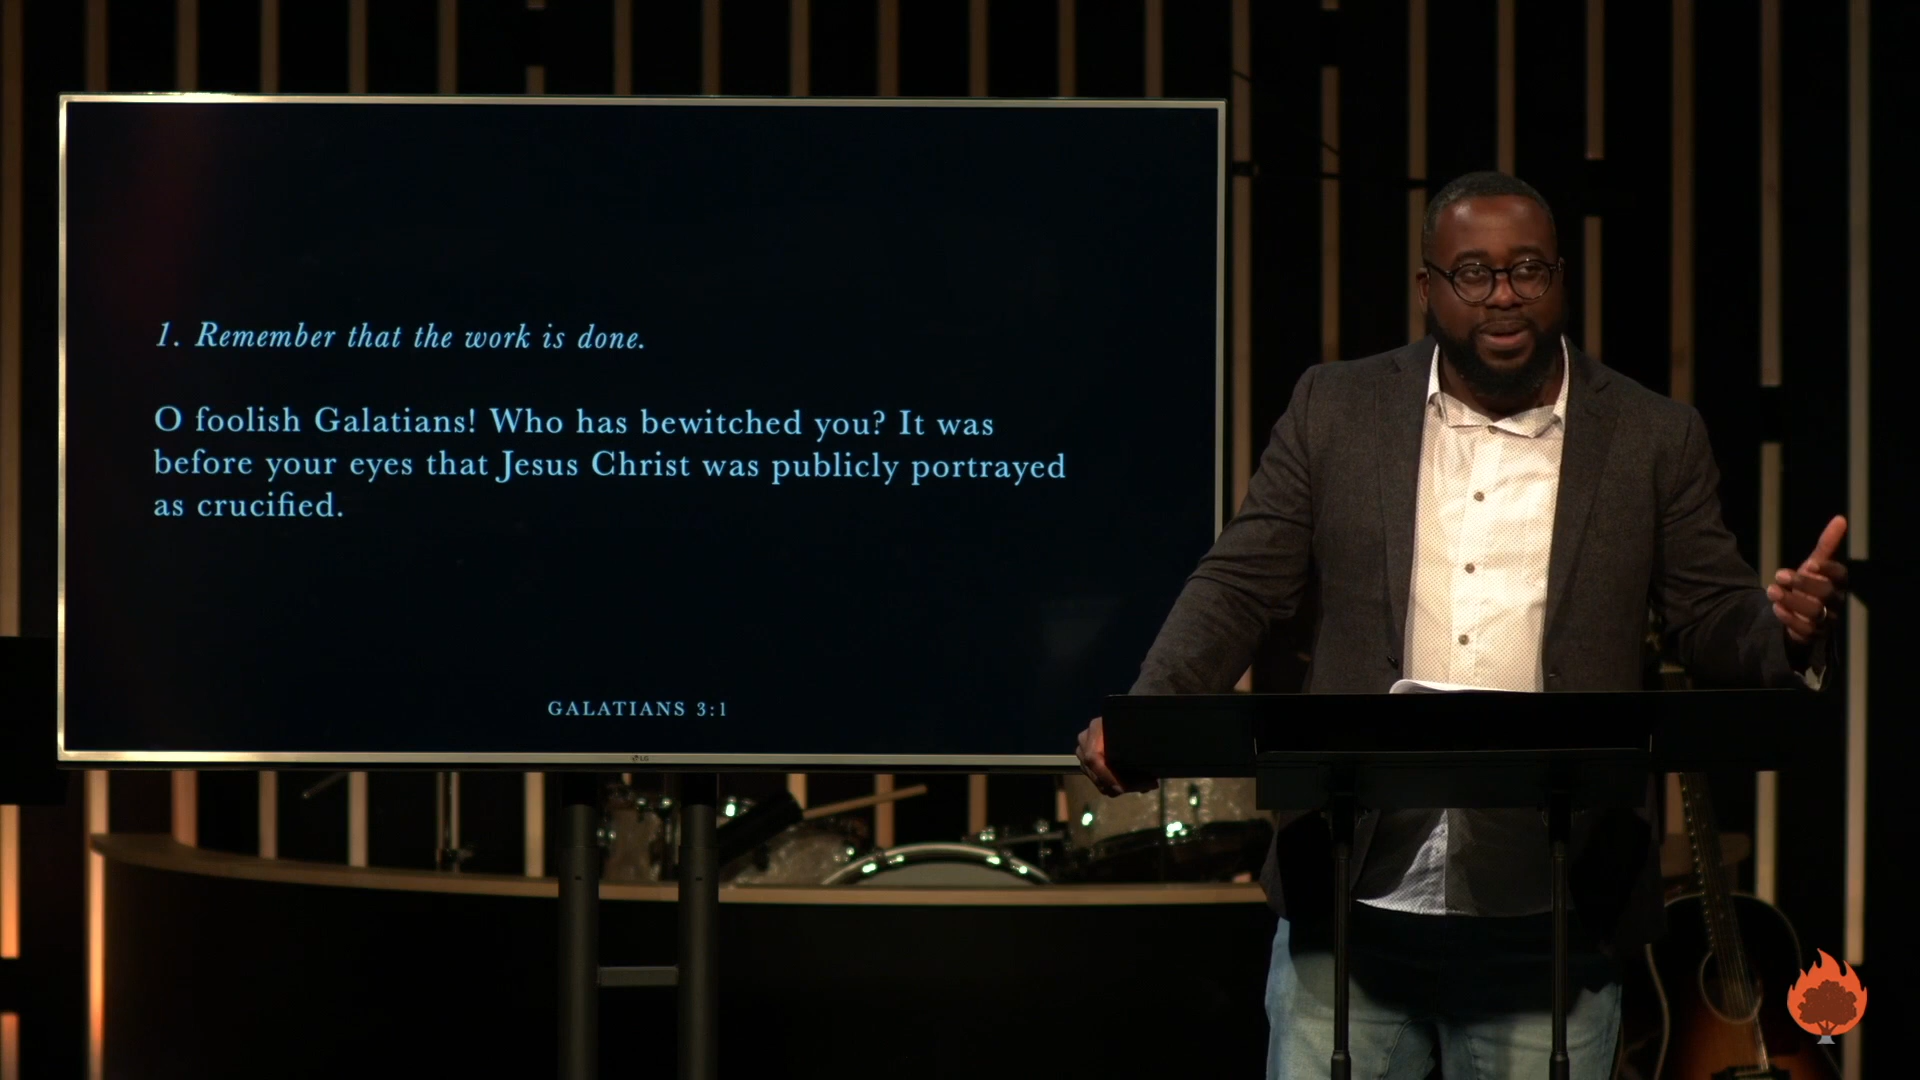 1. Remember that the work is done.
O foolish Galatians! Who has bewitched you? It was
before your eyes that Jesus Christ was publicly portrayed
as crucified.
GALATIANS 3:1
LG